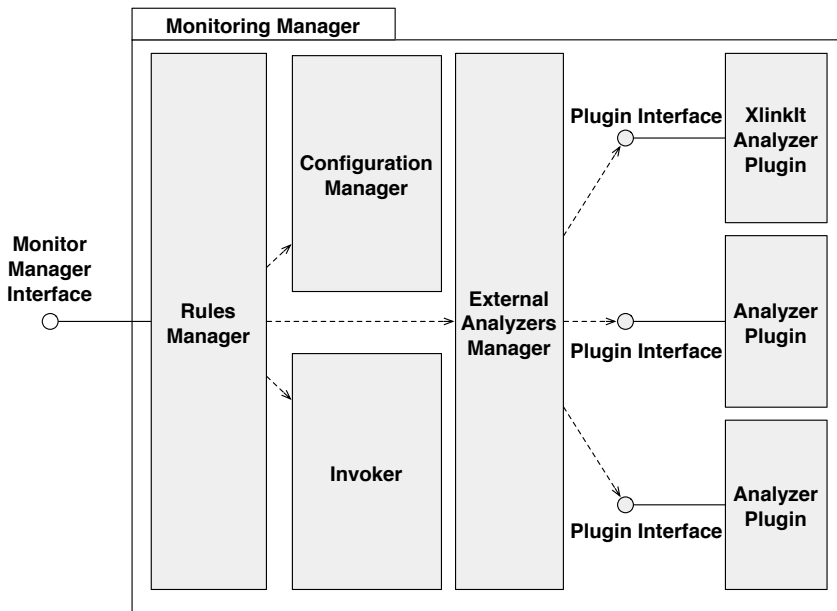 Monitoring Manager
Monitor
Manager
Interface
Rules
Manager
Configuration
Manager
Invoker
External
Analyzers
Manager
Plugin Interface
XlinkIt
Analyzer
Plugin
Plugin Interface
Analyzer
Plugin
Plugin Interface
Analyzer
Plugin